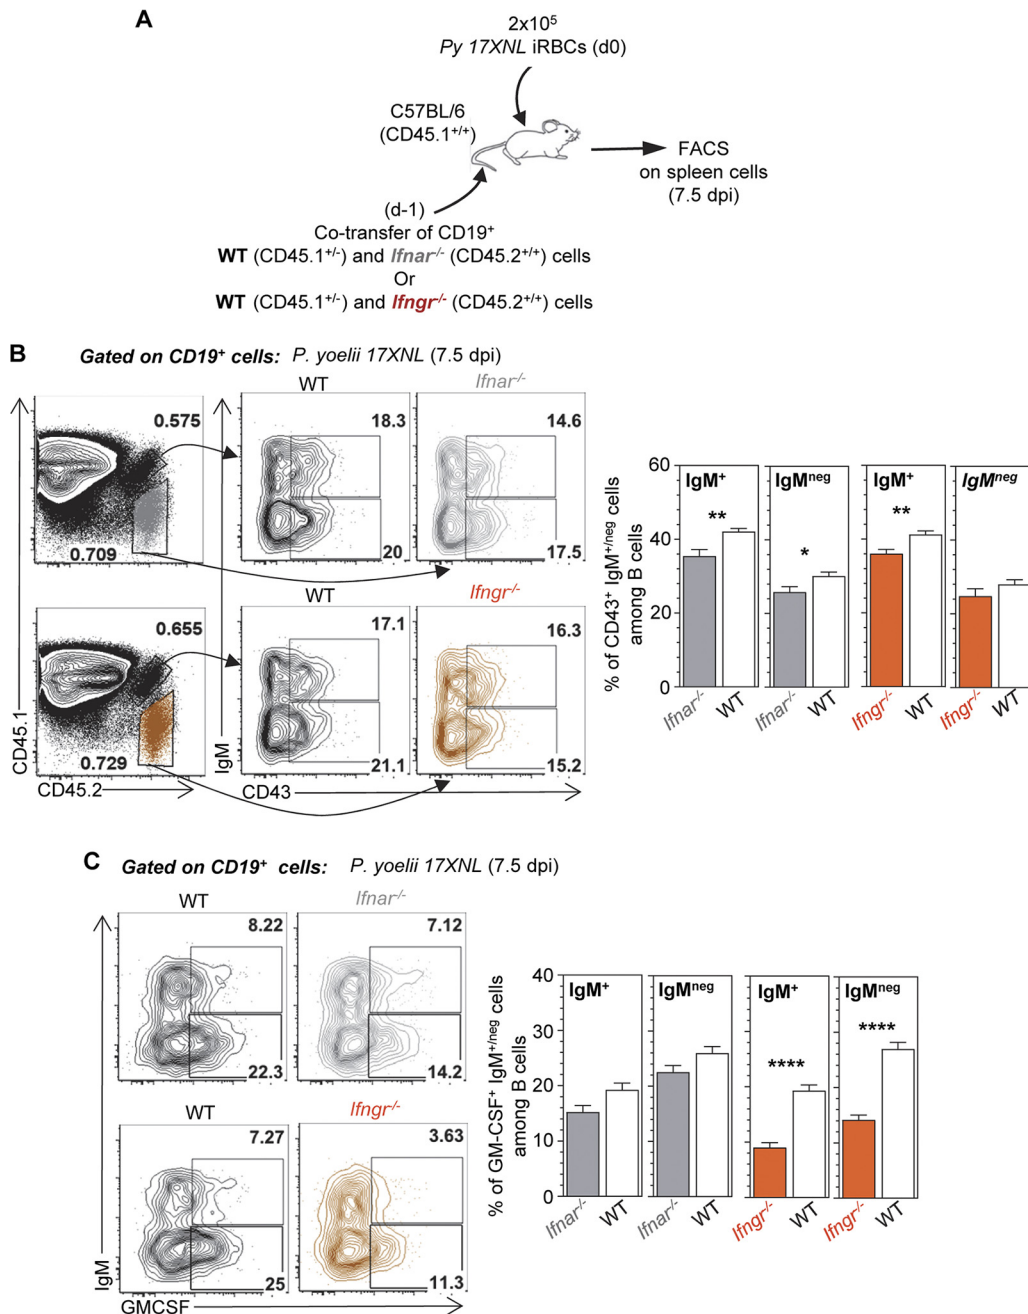 A
2x10⁵
Py 17XNL iRBCs (d0)
C57BL/6
(CD45.1+/+)
FACS
on spleen cells
(7.5 dpi)
(d-1)
Co-transfer of CD19+
WT (CD45.1+/-) and Ifnar-/- (CD45.2+/+) cells
Or
WT (CD45.1+/-) and Ifngr-/- (CD45.2+/+) cells
B
Gated on CD19+ cells: P. yoelii 17XNL (7.5 dpi)
WT
Ifnar-/-
0.575
18.3
14.6
0.709
20
17.5
WT
Ifngr-/-
0.655
17.1
16.3
0.729
21.1
15.2
CD45.1
CD45.2
IgM
CD43
% of CD43+ IgM+/neg cells
among B cells
60
40
20
0
IgM+
**
Ifnar-/-
WT
IgMneg
*
Ifnar-/-
WT
IgM+
**
Ifngr-/-
WT
IgMneg
Ifngr-/-
WT
C
Gated on CD19+ cells: P. yoelii 17XNL (7.5 dpi)
WT
Ifnar-/-
8.22
7.12
22.3
14.2
WT
Ifngr-/-
7.27
3.63
25
11.3
IgM
GMCSF
% of GM-CSF+ IgM+/neg cells
among B cells
40
30
20
10
0
IgM+
Ifnar-/-
WT
IgMneg
Ifnar-/-
WT
IgM+
****
Ifngr-/-
WT
IgMneg
****
Ifngr-/-
WT